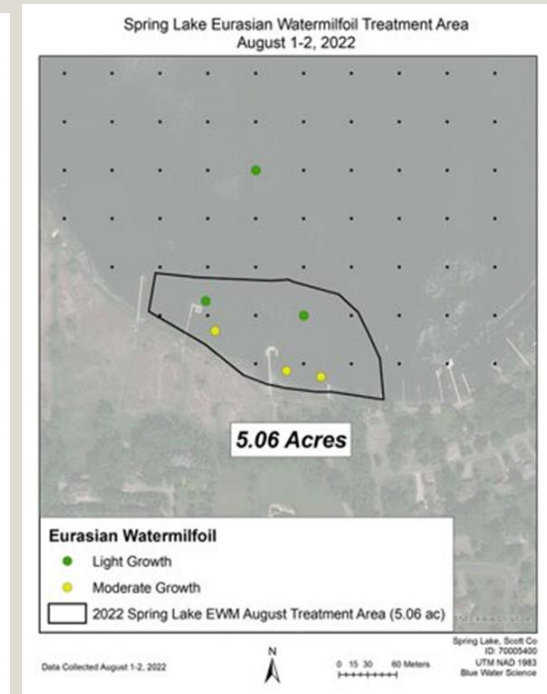 Spring Lake Eurasian Watermilfoil Treatment Area
August 1-2, 2022
5.06 Acres
Eurasian Watermilfoil
Light Growth
Moderate Growth
2022 Spring Lake EWM August Treatment Area (5.06 ac)
Data Collected August 1-2, 2022
N
0 15 30 60 Meters
Spring Lake, Scott Co
ID: 70005400
UTM NAD 1983
Blue Water Science